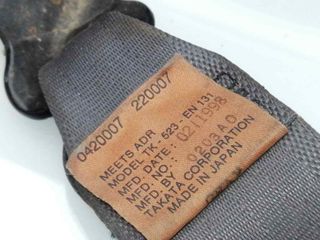 0420007 220007
MEETS ADR
MODEL TK - 523 - EN 131
MFD. DATE: 02 1998
MFD. NO.: 0203A0
MFD. BY
TAKATA CORPORATION
MADE IN JAPAN